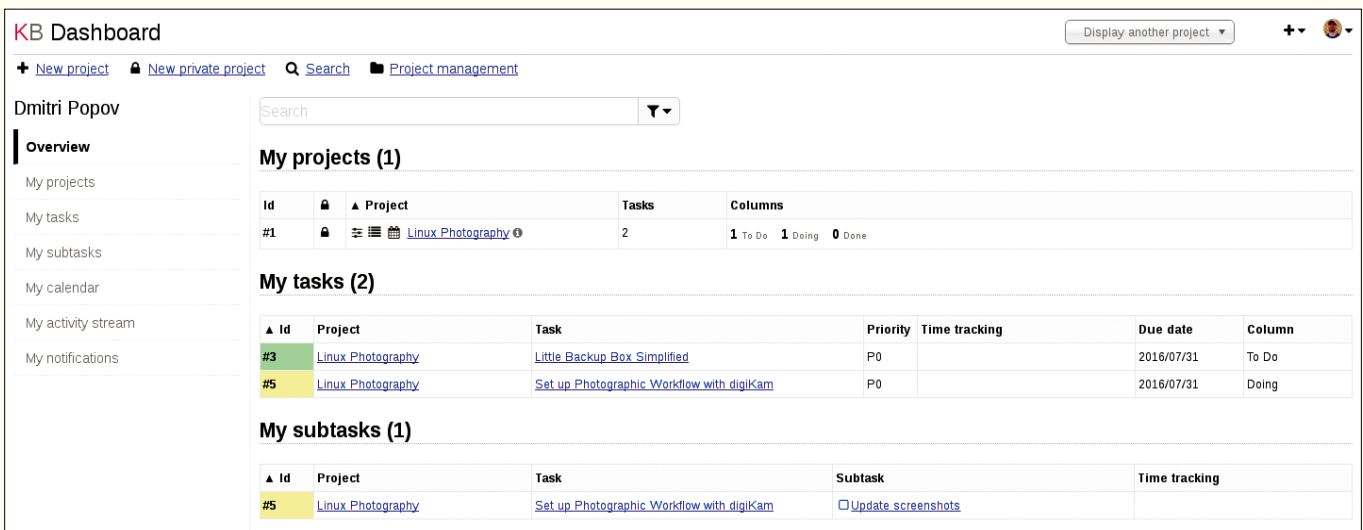 KB Dashboard Display another project ▼
New project New private project Search Project management
Dmitri Popov
Overview
My projects
My tasks
My subtasks
My calendar
My activity stream
My notifications
Search
My projects (1)
Id ▲ Project Tasks Columns
#1 Linux Photography 2 1 To Do 1 Doing 0 Done
My tasks (2)
▲ Id Project Task Priority Time tracking Due date Column
#3 Linux Photography Little Backup Box Simplified P0 2016/07/31 To Do
#5 Linux Photography Set up Photographic Workflow with digiKam P0 2016/07/31 Doing
My subtasks (1)
▲ Id Project Task Subtask Time tracking
#5 Linux Photography Set up Photographic Workflow with digiKam Update screenshots